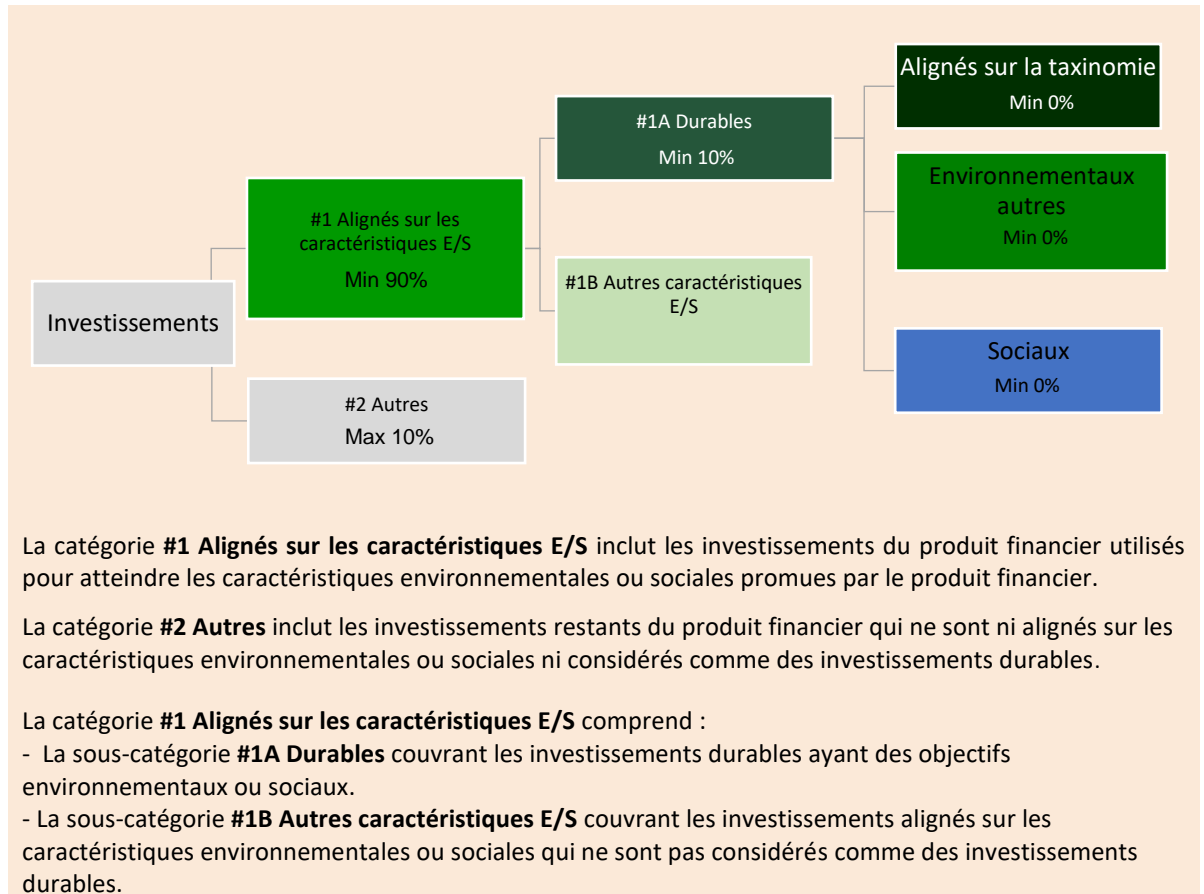 Investissements
#1 Alignés sur les
caractéristiques E/S
Min 90%
#2 Autres
Max 10%
#1A Durables
Min 10%
#1B Autres caractéristiques
E/S
Alignés sur la taxinomie
Min 0%
Environnementaux
autres
Min 0%
Sociaux
Min 0%
La catégorie #1 Alignés sur les caractéristiques E/S inclut les investissements du produit financier utilisés
pour atteindre les caractéristiques environnementales ou sociales promues par le produit financier.
La catégorie #2 Autres inclut les investissements restants du produit financier qui ne sont ni alignés sur les
caractéristiques environnementales ou sociales ni considérés comme des investissements durables.
La catégorie #1 Alignés sur les caractéristiques E/S comprend :
- La sous-catégorie #1A Durables couvrant les investissements durables ayant des objectifs
environnementaux ou sociaux.
- La sous-catégorie #1B Autres caractéristiques E/S couvrant les investissements alignés sur les
caractéristiques environnementales ou sociales qui ne sont pas considérés comme des investissements
durables.